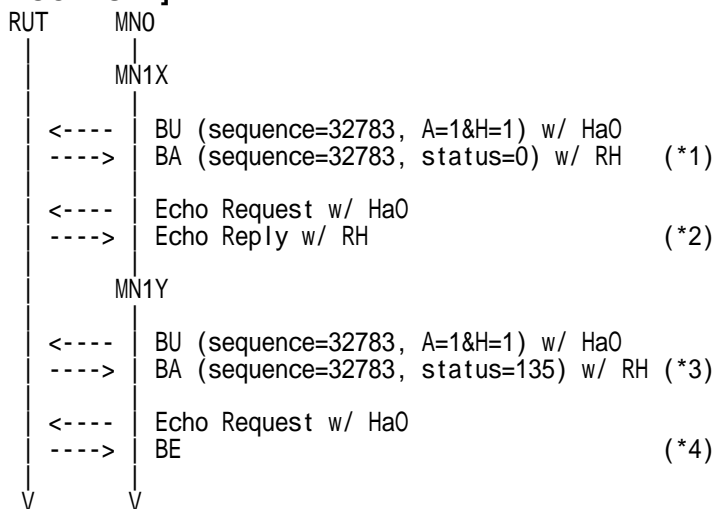 RUT MN0
MN1X
<---- BU (sequence=32783, A=1&H=1) w/ HaO
----> BA (sequence=32783, status=0) w/ RH (*1)
<---- Echo Request w/ HaO
----> Echo Reply w/ RH (*2)
MN1Y
<---- BU (sequence=32783, A=1&H=1) w/ HaO
----> BA (sequence=32783, status=135) w/ RH (*3)
<---- Echo Request w/ HaO
----> BE (*4)
V V